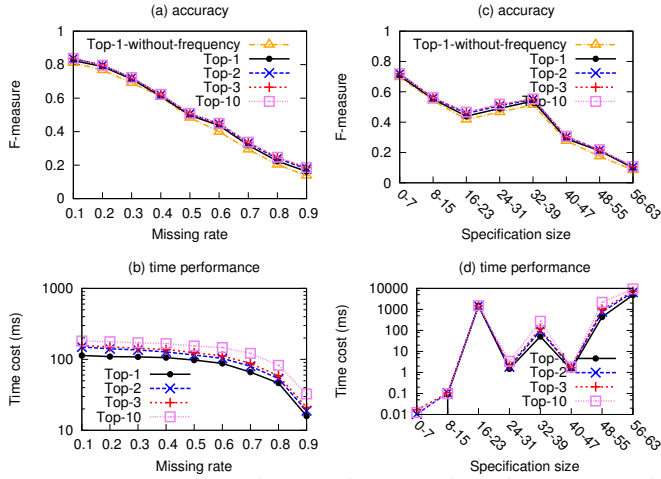 (a) accuracy
F-measure
1
0.8
0.6
0.4
0.2
0
Top-1-without-frequency
Top-1
Top-2
Top-3
Top-10
0.1 0.2 0.3 0.4 0.5 0.6 0.7 0.8 0.9
Missing rate
(c) accuracy
F-measure
1
0.8
0.6
0.4
0.2
0
Top-1-without-frequency
Top-1
Top-2
Top-3
Top-10
0-7 8-15 16-23 24-31 32-39 40-47 48-55 56-63
Specification size
(b) time performance
Time cost (ms)
1000
100
10
Top-1
Top-2
Top-3
Top-10
0.1 0.2 0.3 0.4 0.5 0.6 0.7 0.8 0.9
Missing rate
(d) time performance
Time cost (ms)
10000
1000
100
10
1
0.1
0.01
Top-1
Top-2
Top-3
Top-10
0-7 8-15 16-23 24-31 32-39 40-47 48-55 56-63
Specification size